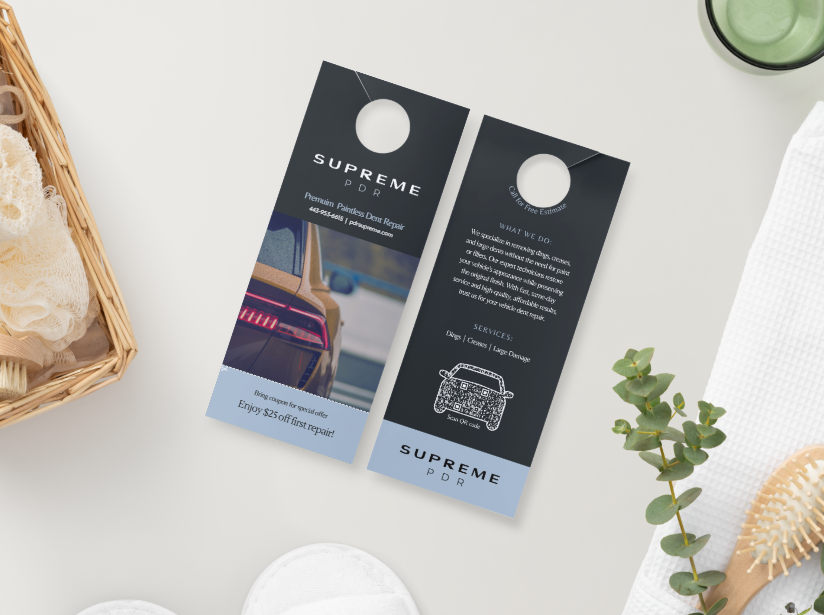 SUPREME
PDR
Premuim Paintless Dent Repair
443-955-6615 | pdrsupreme.com
Bring coupon for special offer
Enjoy $25 off first repair!
Call for Free Estimate
WHAT WE DO:
We specialize in removing dings, creases,
and large dents without the need for paint
or fillers. Our expert technicians restore
your vehicle's appearance while preserving
the original finish. With fast, same-day
service and high-quality, affordable results,
trust us for your vehicle dent repair.
SERVICES:
Dings | Creases | Large Damage
Scan QR code
SUPREME
PDR